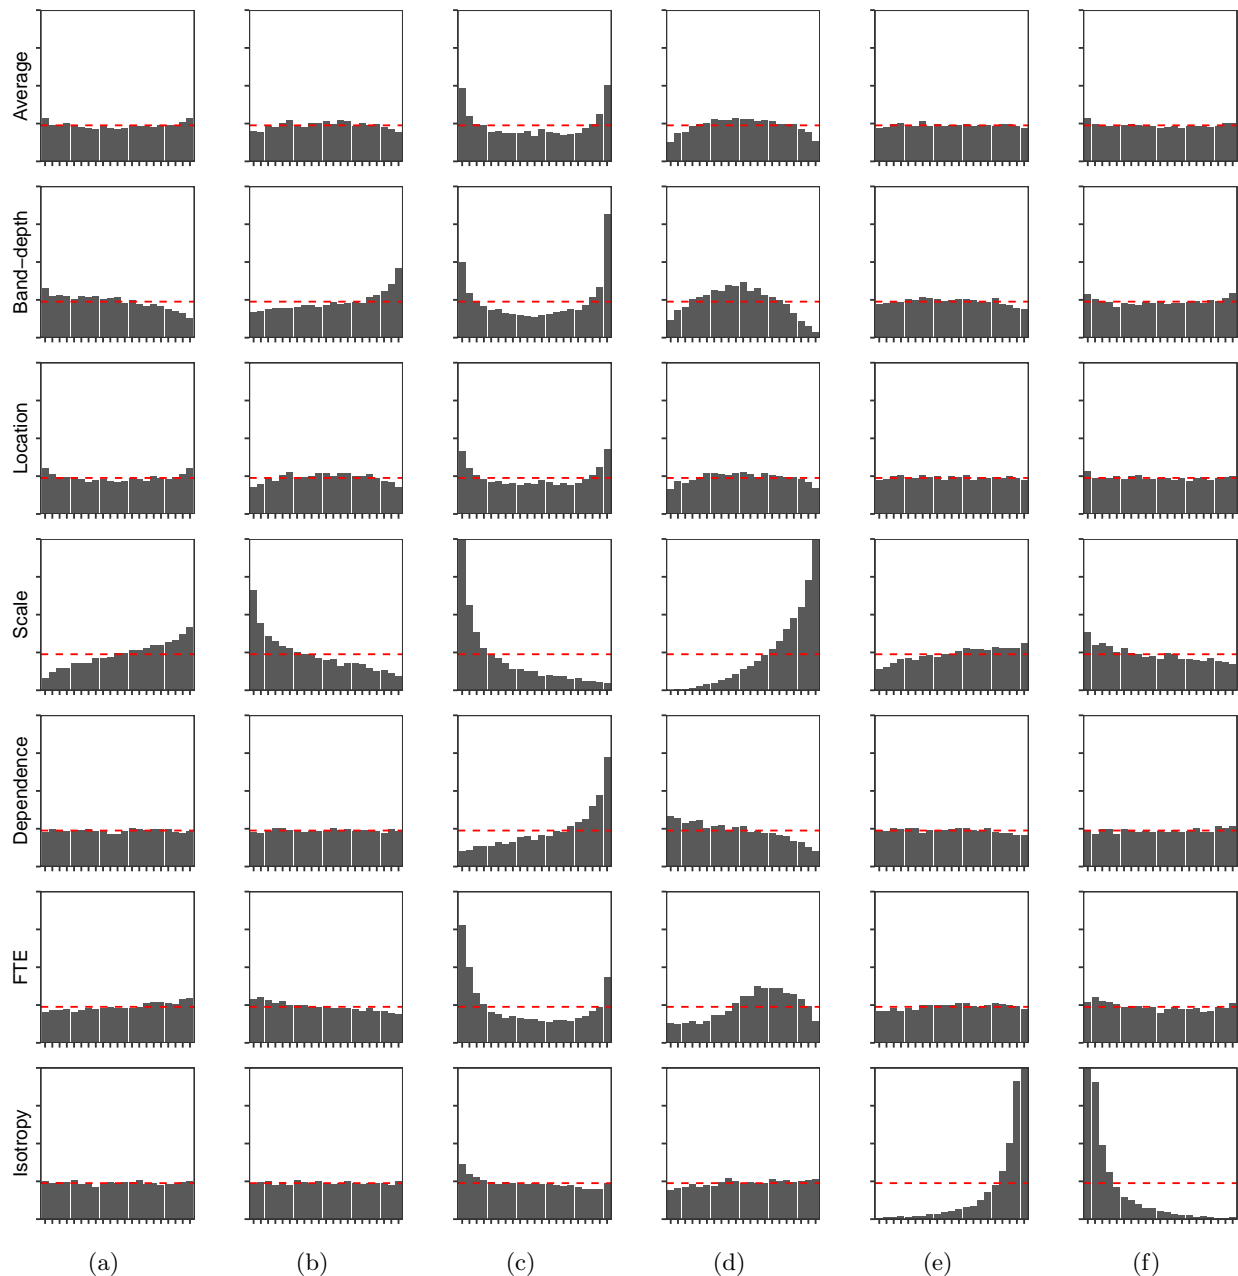 Average
Band-depth
Location
Scale
Dependence
FTE
Isotropy
(a) (b) (c) (d) (e) (f)